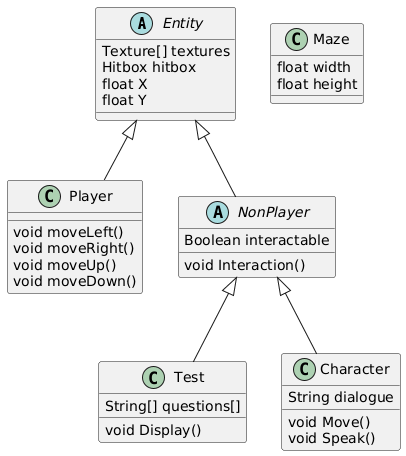 A Entity
Texture[] textures
Hitbox hitbox
float X
float Y
C Maze
float width
float height
C Player
void moveLeft()
void moveRight()
void moveUp()
void moveDown()
A NonPlayer
Boolean interactable
void Interaction()
C Test
String[] questions[]
void Display()
C Character
String dialogue
void Move()
void Speak()